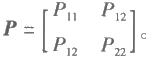 P = [P₁₁ P₁₂
P₁₂ P₂₂]。